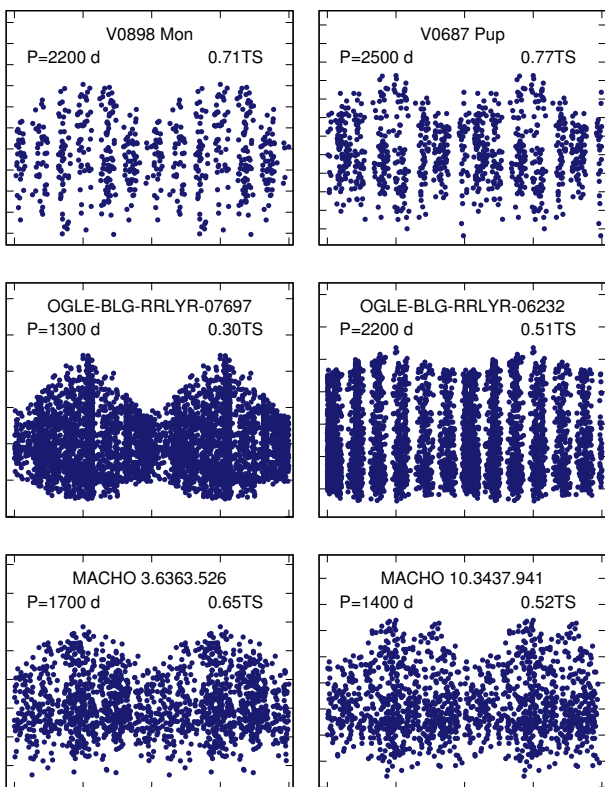 V0898 Mon
P=2200 d 0.71TS
V0687 Pup
P=2500 d 0.77TS
OGLE-BLG-RRLYR-07697
P=1300 d 0.30TS
OGLE-BLG-RRLYR-06232
P=2200 d 0.51TS
MACHO 3.6363.526
P=1700 d 0.65TS
MACHO 10.3437.941
P=1400 d 0.52TS